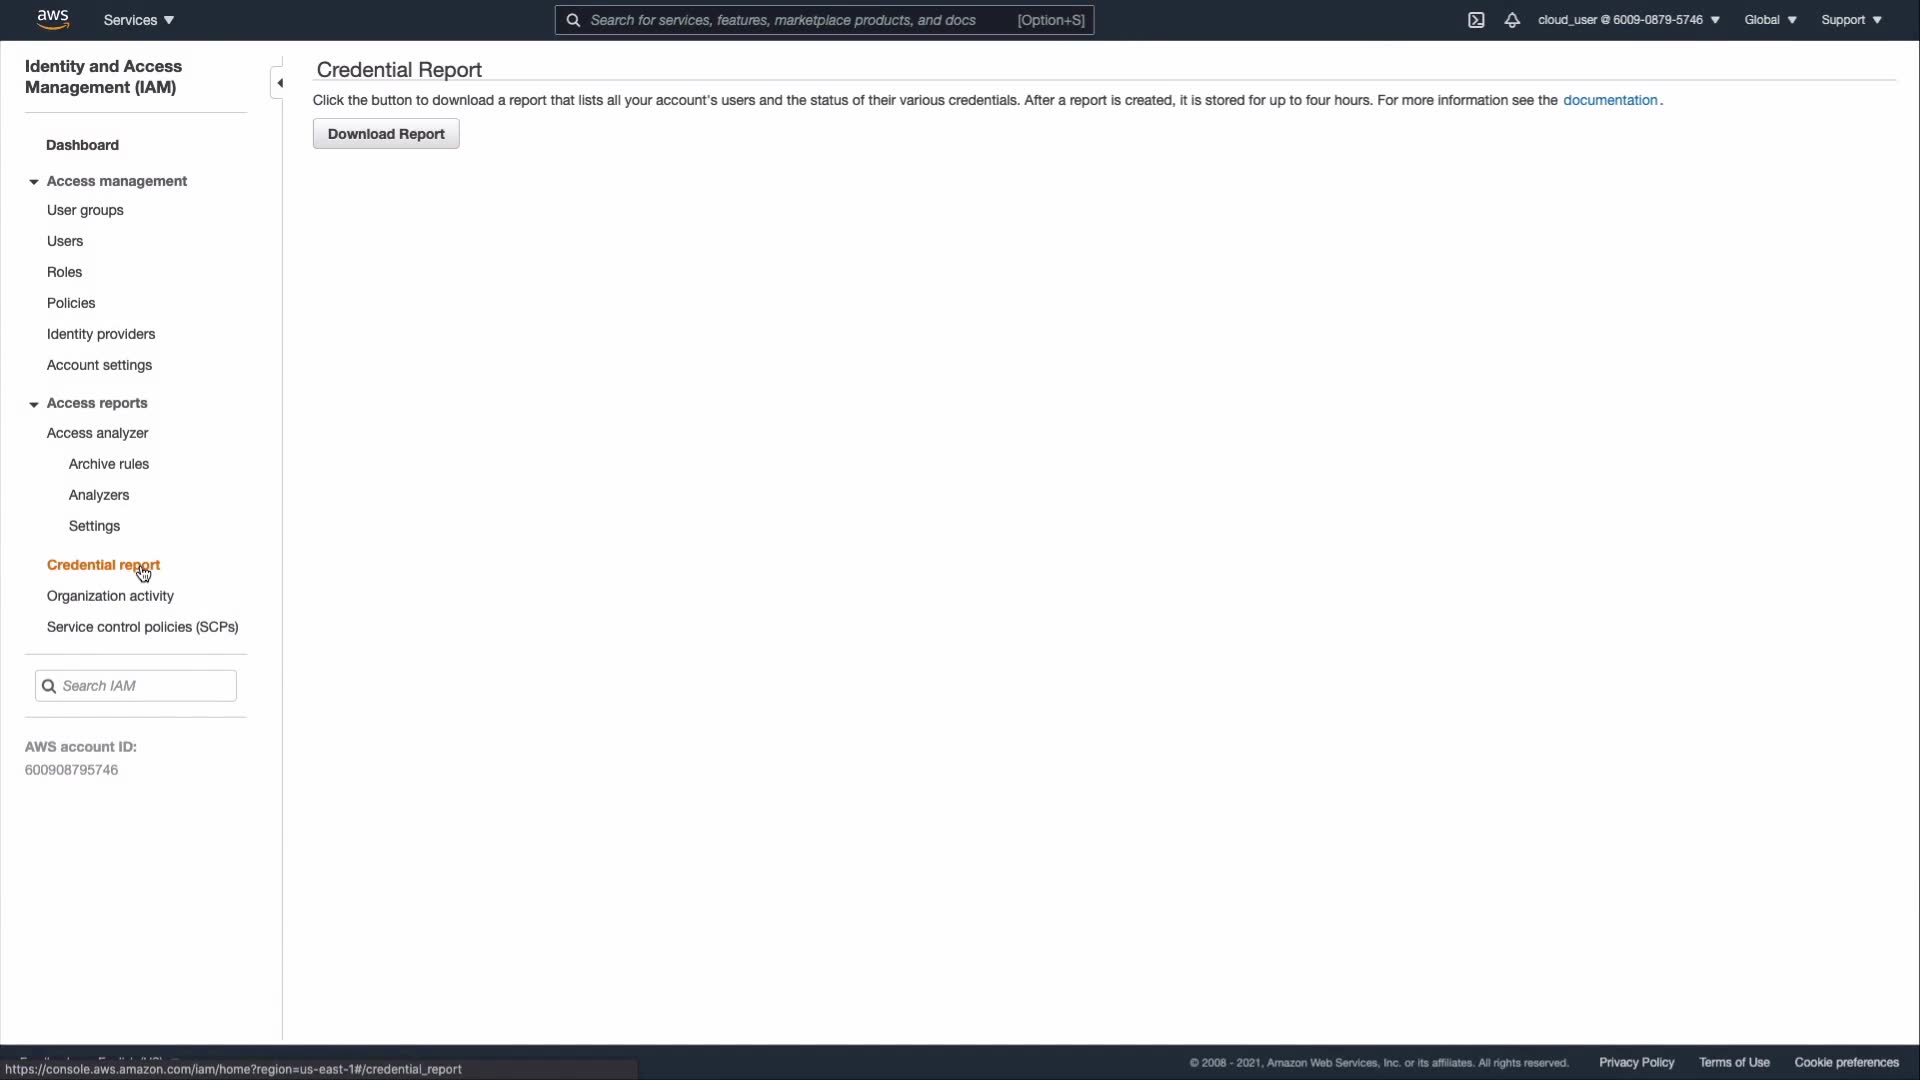 aws
Services
Search for services, features, marketplace products, and docs
[Option+S]
cloud_user @ 6009-0879-5746
Global
Support
Identity and Access
Management (IAM)
Dashboard
Access management
User groups
Users
Roles
Policies
Identity providers
Account settings
Access reports
Access analyzer
Archive rules
Analyzers
Settings
Credential report
Organization activity
Service control policies (SCPs)
Search IAM
AWS account ID:
600908795746
Credential Report
Click the button to download a report that lists all your account's users and the status of their various credentials. After a report is created, it is stored for up to four hours. For more information see the documentation.
Download Report
https://console.aws.amazon.com/iam/home?region=us-east-1#/credential_report
© 2008 - 2021, Amazon Web Services, Inc. or its affiliates. All rights reserved.
Privacy Policy
Terms of Use
Cookie preferences